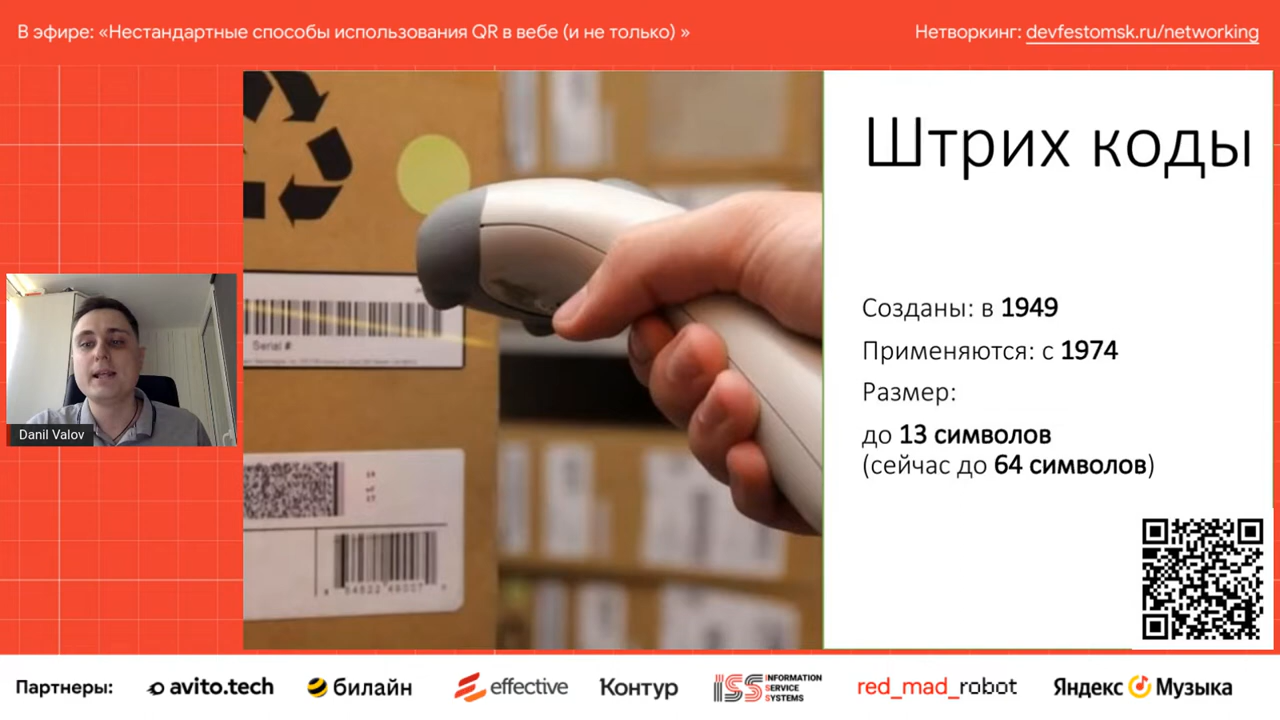 В эфире: «Нестандартные способы использования QR в вебе (и не только) »
Нетворкинг: devfestomsk.ru/networking
Штрих коды
Созданы: в 1949
Применяются: с 1974
Размер:
до 13 символов
(сейчас до 64 символов)
Serial #
Danil Valov
Партнеры:
avito.tech
билайн
effective
Контур
ISS INFORMATION
SERVICE
SYSTEMS
red_mad_robot
Яндекс Музыка